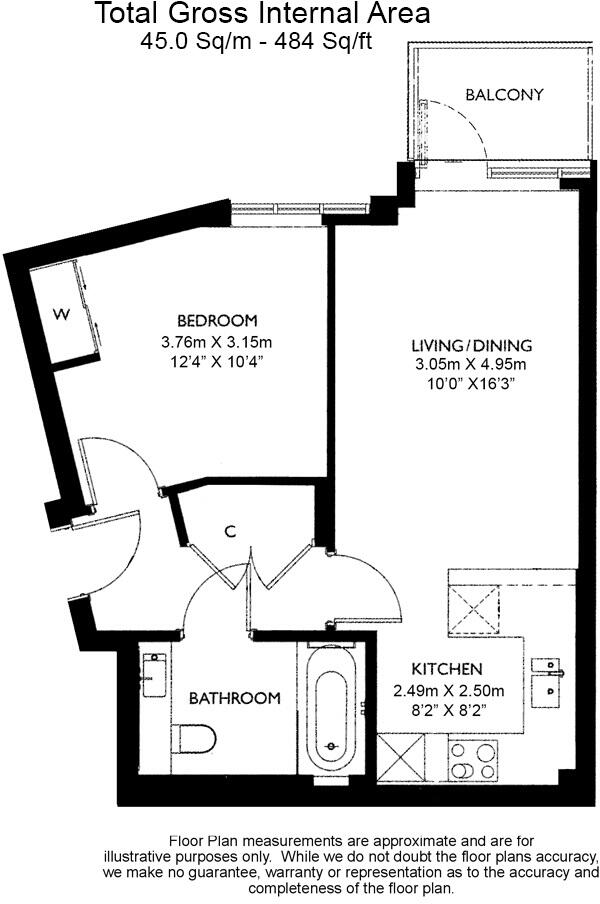 Total Gross Internal Area
45.0 Sq/m - 484 Sq/ft
BALCONY
W
BEDROOM
3.76m X 3.15m
12'4" X 10'4"
LIVING/DINING
3.05m X 4.95m
10'0" X16'3"
C
KITCHEN
2.49m X 2.50m
8'2" X 8'2"
BATHROOM
Floor Plan measurements are approximate and are for
illustrative purposes only.  While we do not doubt the floor plans accuracy,
we make no guarantee, warranty or representation as to the accuracy and
completeness of the floor plan.